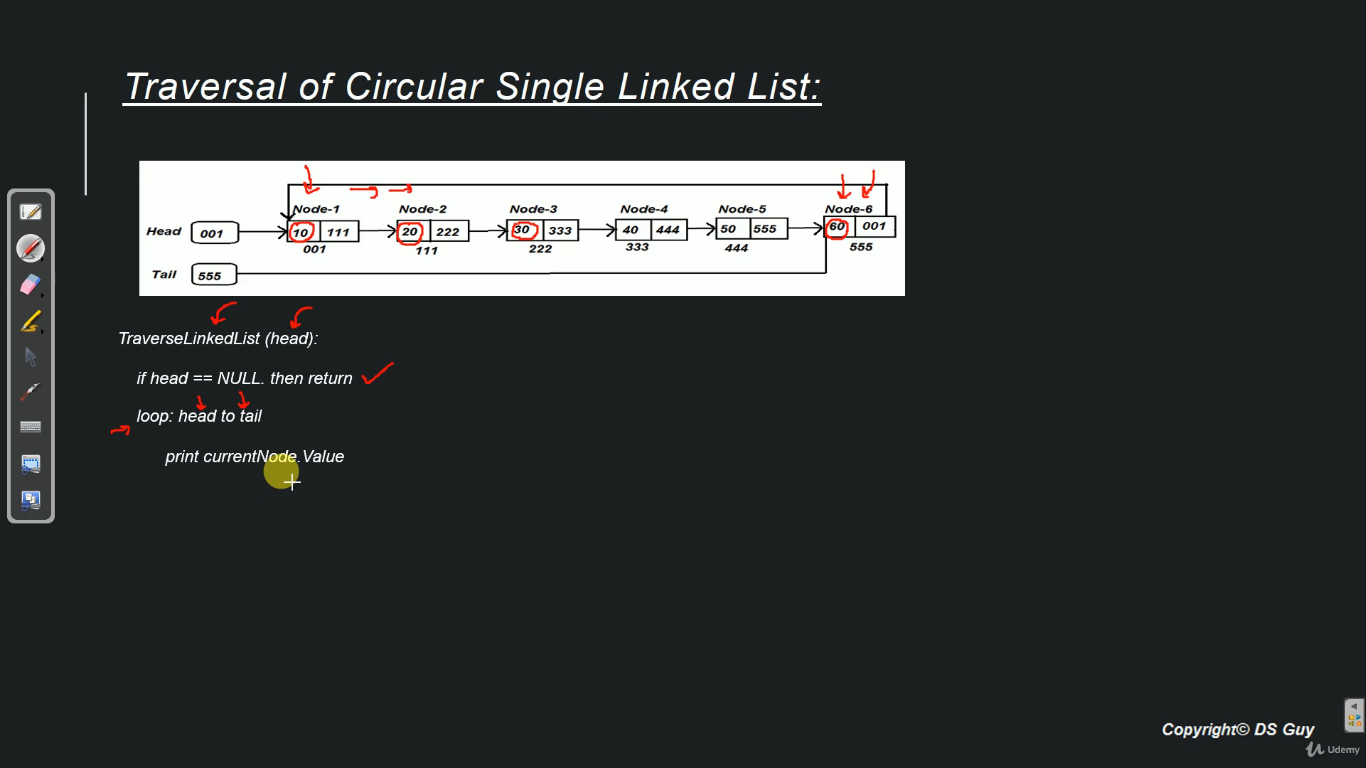 Traversal of Circular Single Linked List:
Node-1 Node-2 Node-3 Node-4 Node-5 Node-6
Head 001 10 111 20 222 30 333 40 444 50 555 60 001
001 111 222 333 444 555
Tail 555
TraverseLinkedList (head):
if head == NULL. then return
loop: head to tail
print currentNode.Value
Copyright© DS Guy
Udemy